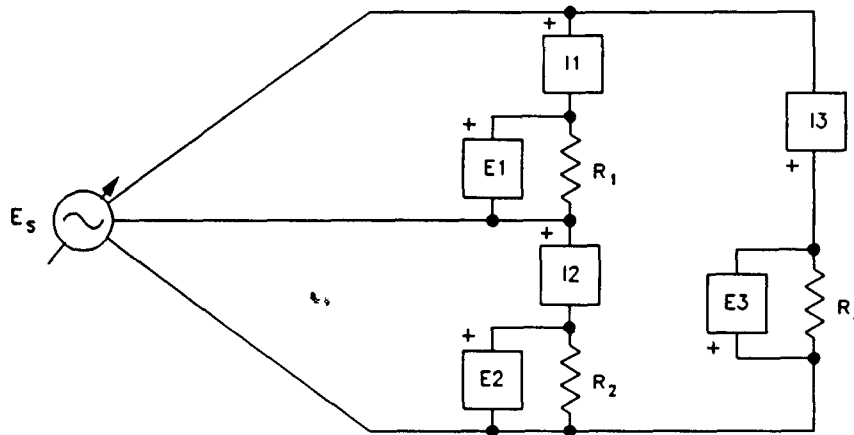 +
I1
+
E1
R1
I3
+
Es
+
I2
+
E2
R2
E3
+
R